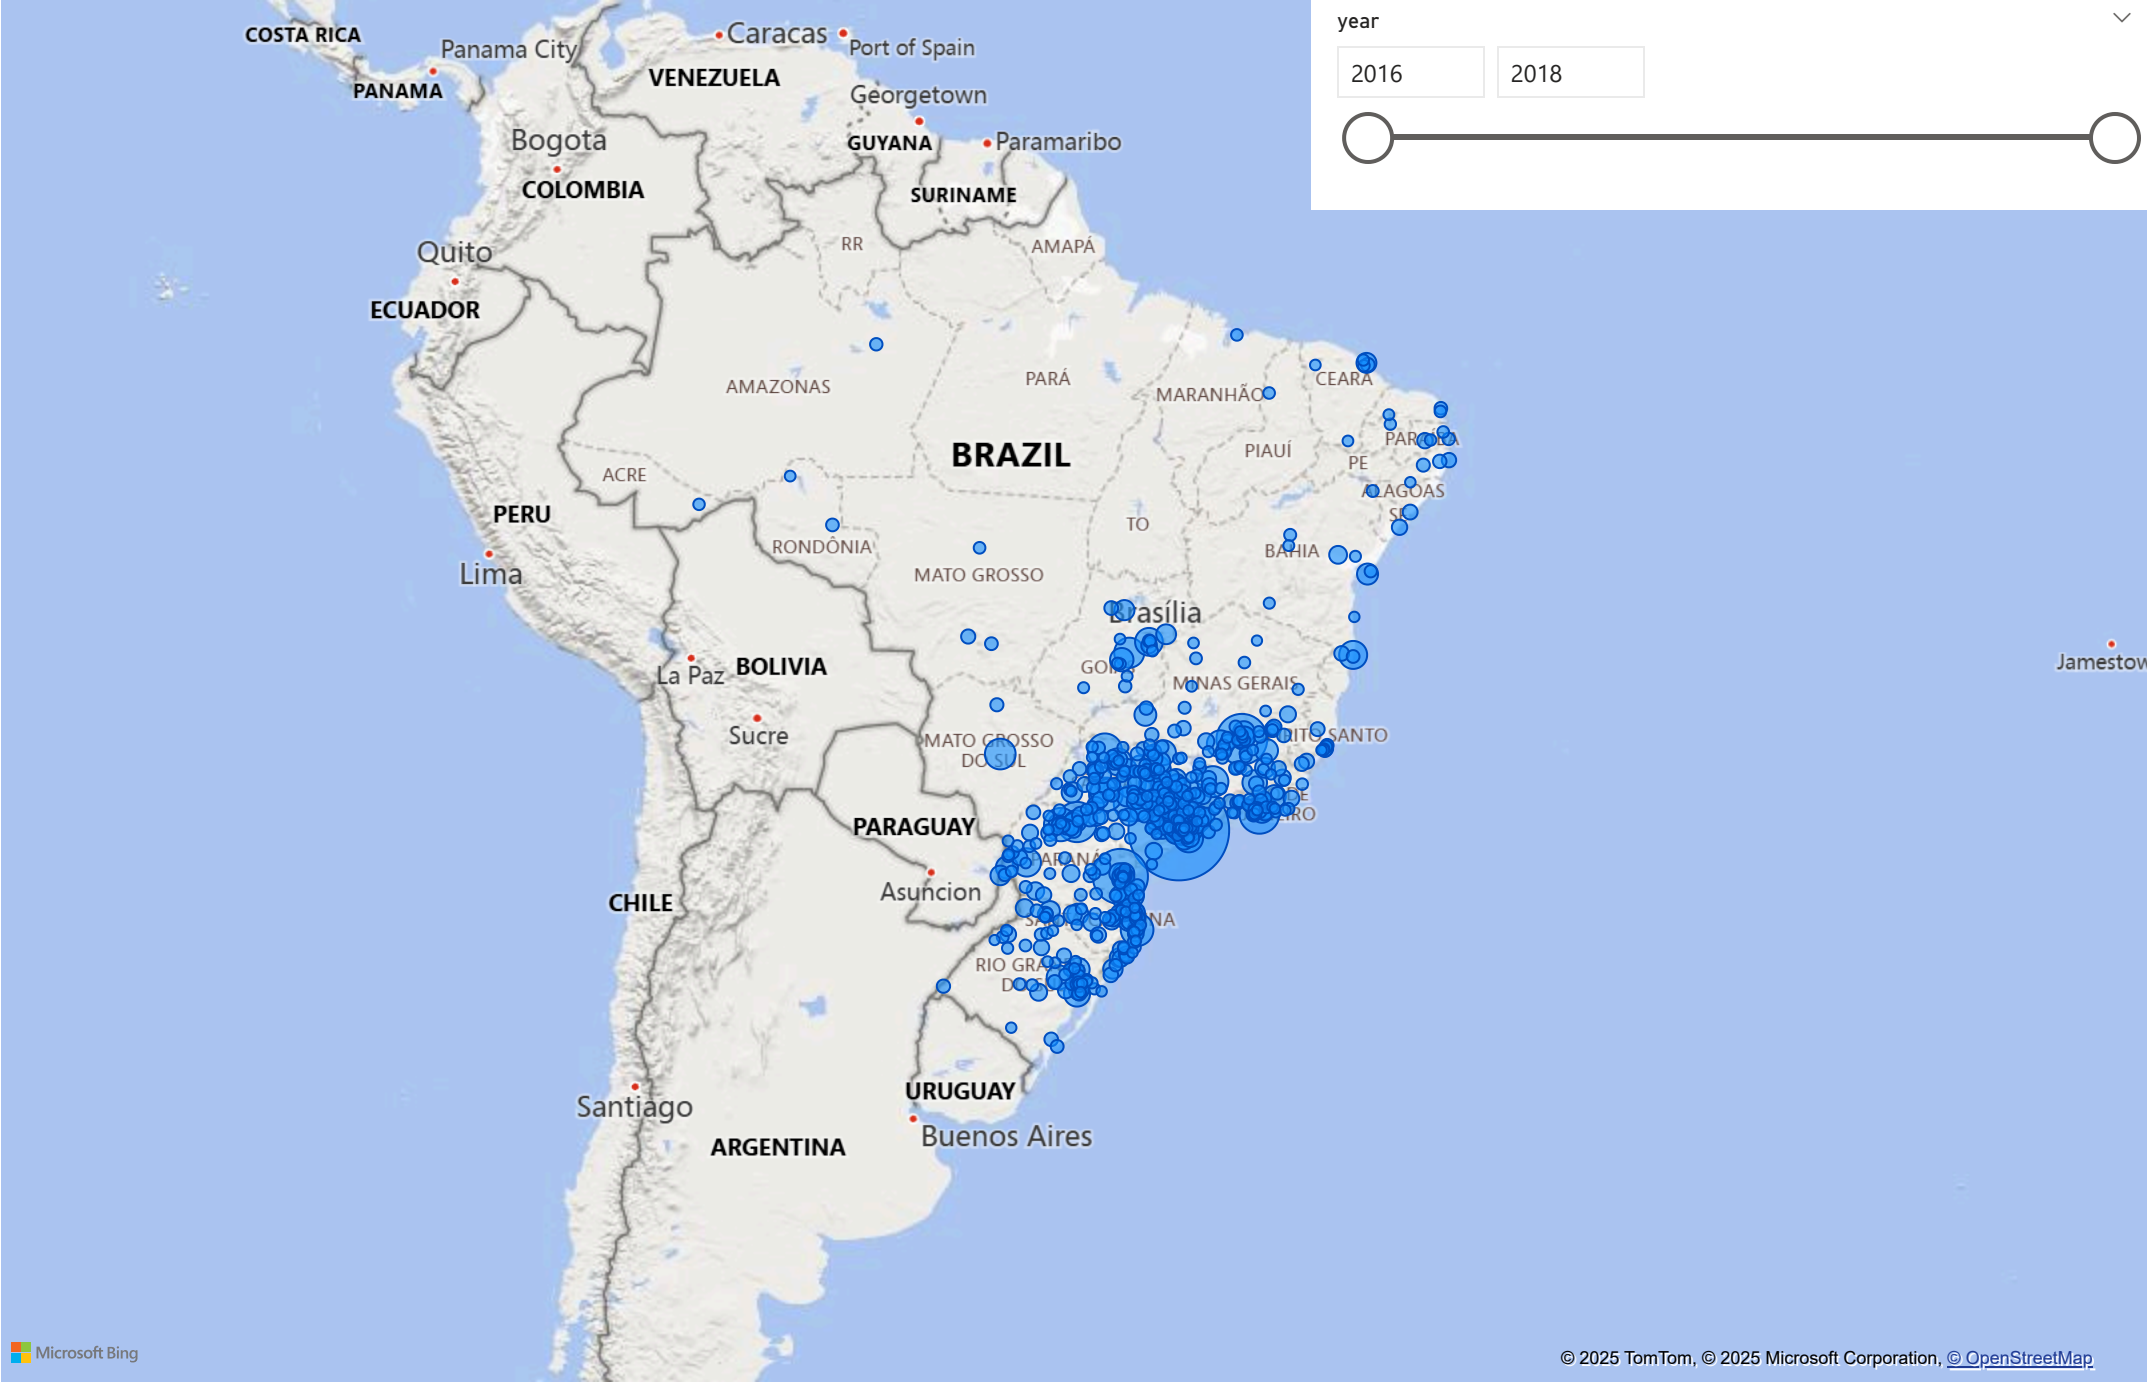 year
2016 2018
COSTA RICA
Panama City
PANAMA
Caracas
Port of Spain
VENEZUELA
Georgetown
GUYANA
Paramaribo
SURINAME
Bogota
COLOMBIA
RR
AMAPÁ
Quito
ECUADOR
AMAZONAS
PARÁ
MARANHÃO
CEARÁ
BRAZIL
PIAUÍ
PE
ALAGOAS
ACRE
PERU
TO
Lima
RONDÔNIA
MATO GROSSO
BAHIA
Brasília
La Paz
BOLIVIA
MINAS GERAIS
Jamestow
Sucre
MATO GROSSO
DO SUL
PARAGUAY
PARANÁ
Asuncion
CHILE
URUGUAY
Santiago
Buenos Aires
ARGENTINA
Microsoft Bing
© 2025 TomTom, © 2025 Microsoft Corporation, © OpenStreetMap